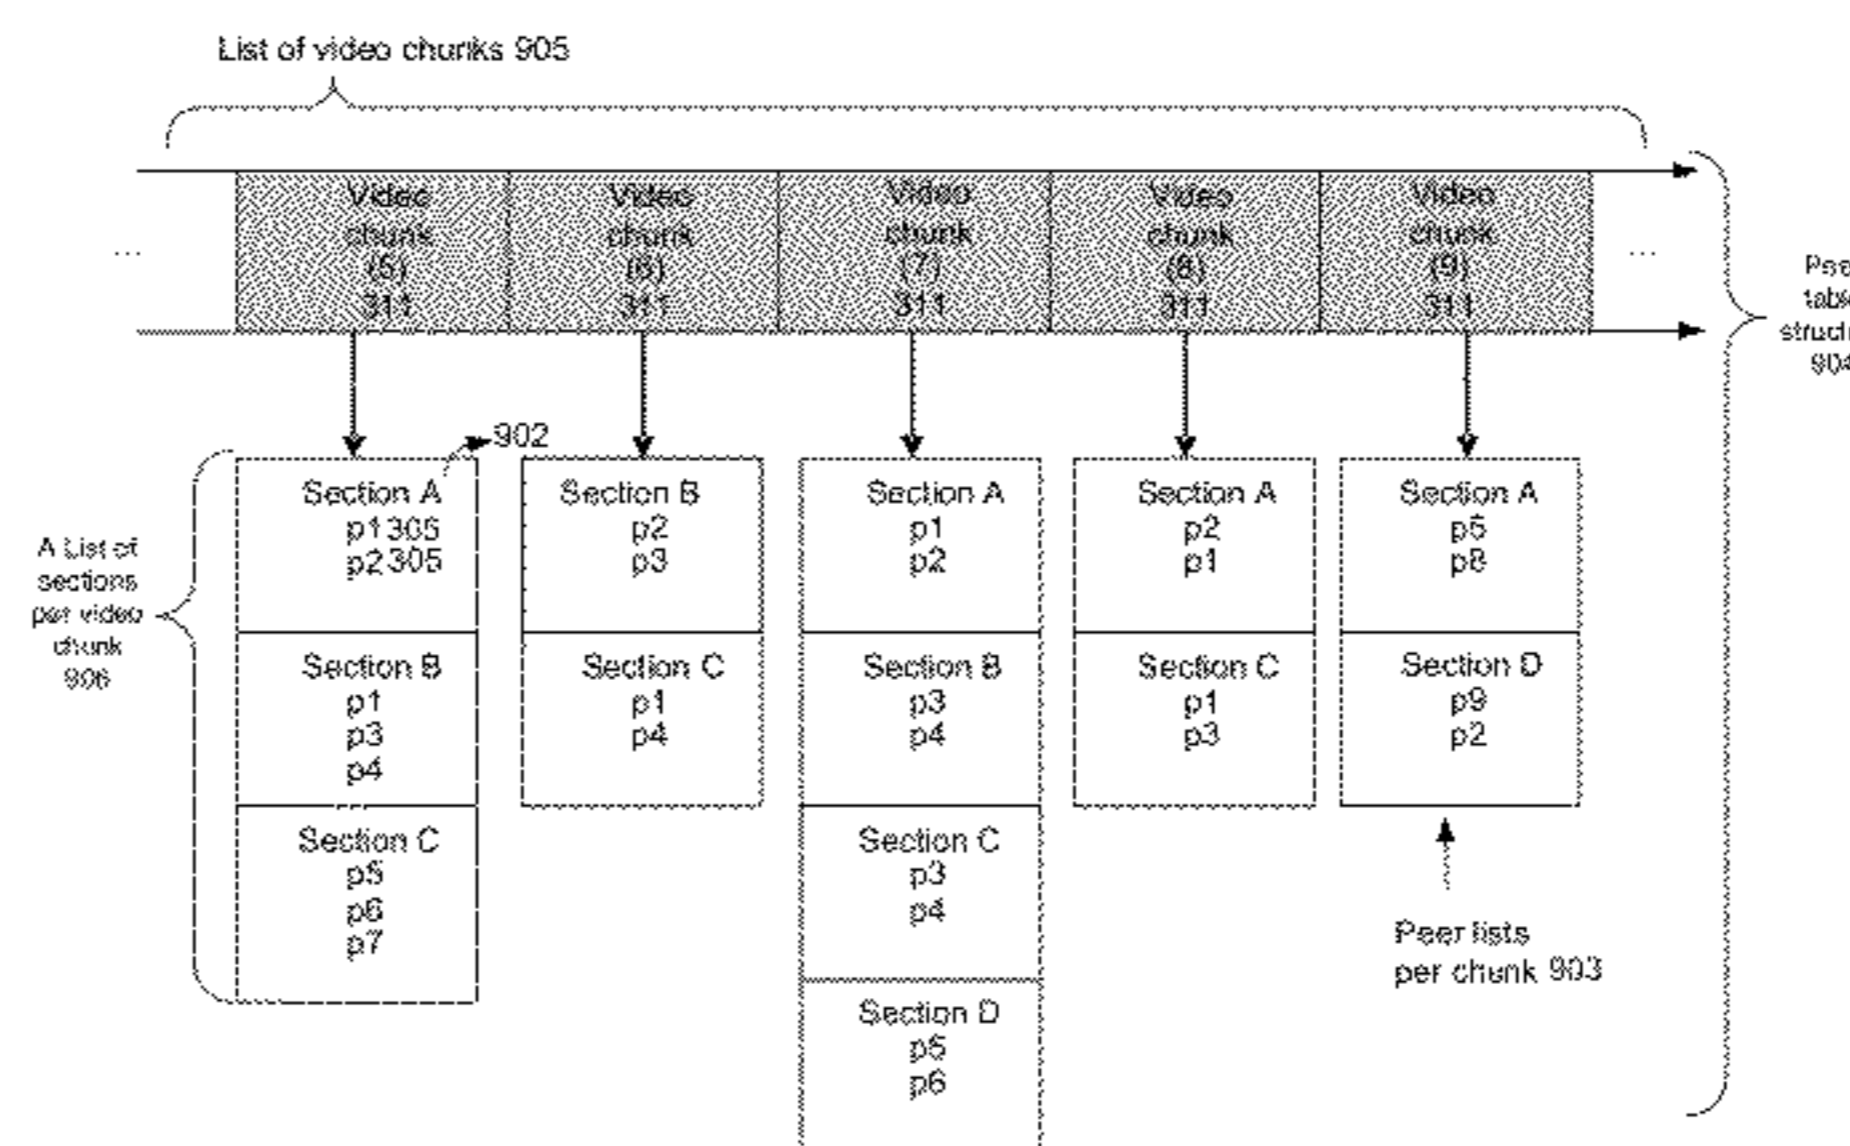 List of video chunks 905
Video
chunk
(5)
311
Video
chunk
(6)
311
Video
chunk
(7)
311
Video
chunk
(8)
311
Video
chunk
(9)
311
...
...
902
Section A
p1 305
p2 305
Section B
p1
p3
p4
Section C
p5
p6
p7
Section B
p2
p3
Section C
p1
p4
Section A
p1
p2
Section B
p3
p4
Section C
p3
p4
Section D
p5
p6
Section A
p2
p1
Section C
p1
p3
Section A
p5
p8
Section D
p9
p2
A List of
sections
per video
chunk
906
Peer lists
per chunk 903